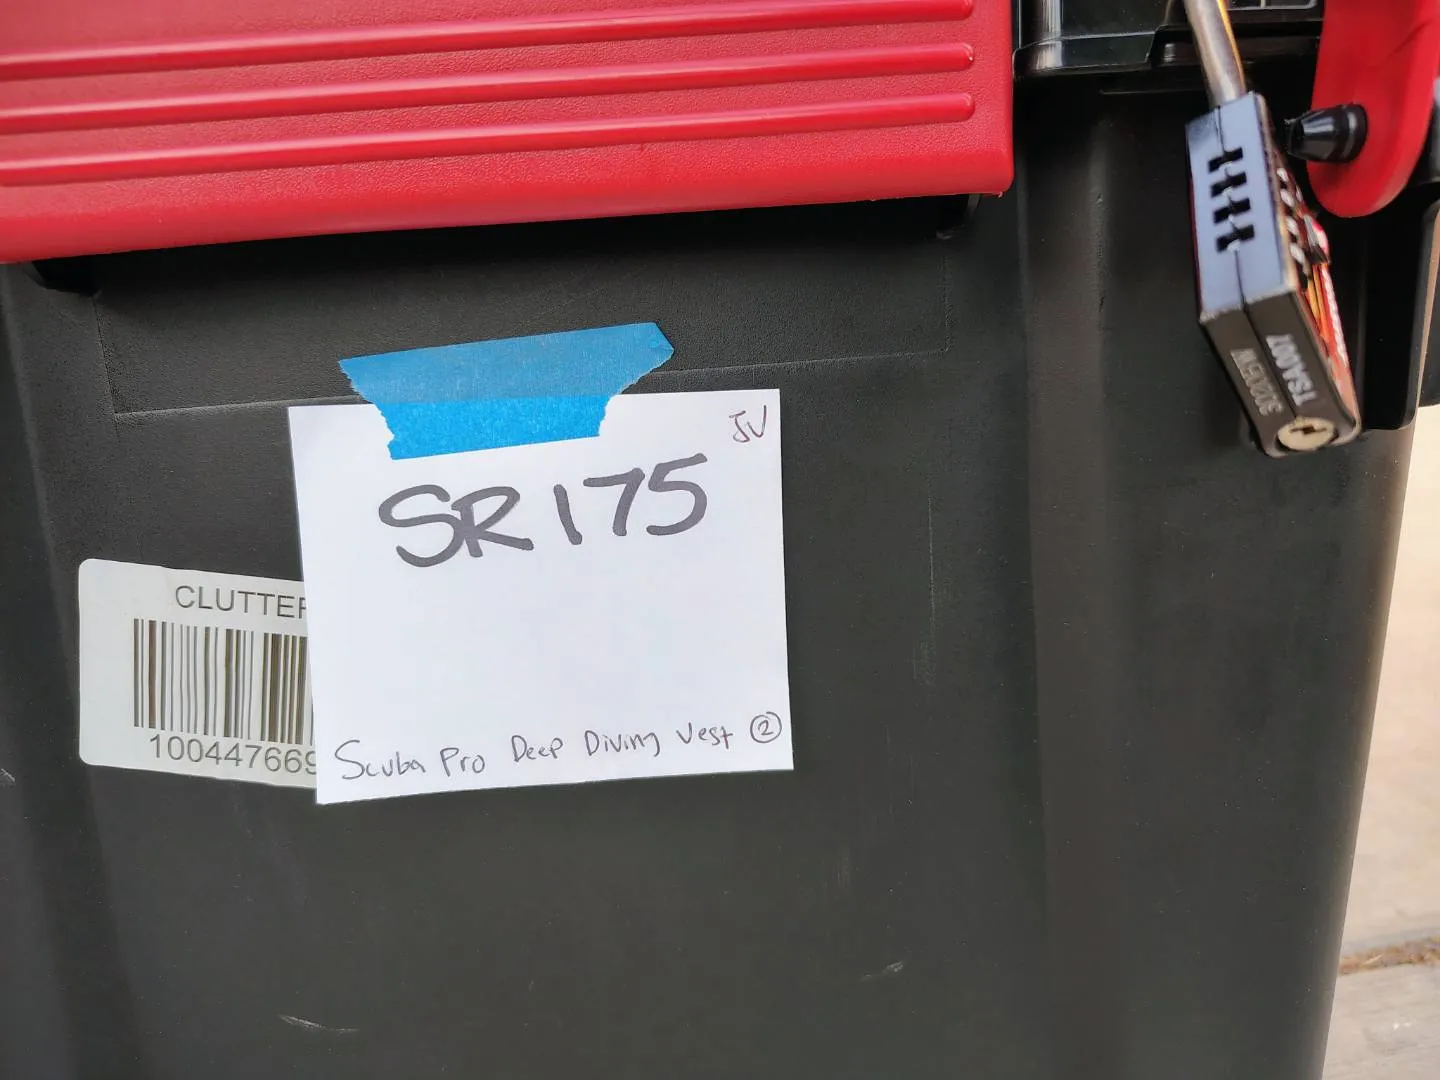 JV
SR175
CLUTTER
100447669
Scuba Pro Deep Diving Vest 2
TSA007